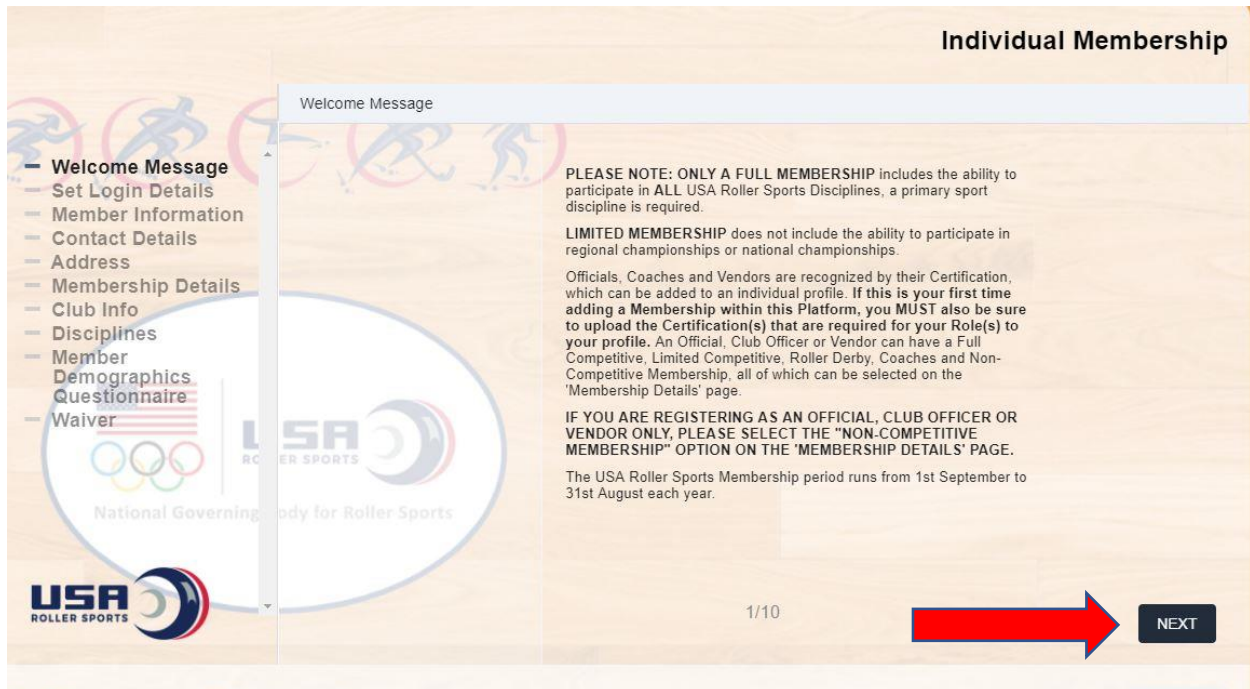 Individual Membership
Welcome Message
Welcome Message
Set Login Details
Member Information
Contact Details
Address
Membership Details
Club Info
Disciplines
Member
Demographics
Questionnaire
Waiver
PLEASE NOTE: ONLY A FULL MEMBERSHIP includes the ability to
participate in ALL USA Roller Sports Disciplines, a primary sport
discipline is required.
LIMITED MEMBERSHIP does not include the ability to participate in
regional championships or national championships.
Officials, Coaches and Vendors are recognized by their Certification,
which can be added to an individual profile. If this is your first time
adding a Membership within this Platform, you MUST also be sure
to upload the Certification(s) that are required for your Role(s) to
your profile. An Official, Club Officer or Vendor can have a Full
Competitive, Limited Competitive, Roller Derby, Coaches and Non-
Competitive Membership, all of which can be selected on the
'Membership Details' page.
IF YOU ARE REGISTERING AS AN OFFICIAL, CLUB OFFICER OR
VENDOR ONLY, PLEASE SELECT THE "NON-COMPETITIVE
MEMBERSHIP" OPTION ON THE 'MEMBERSHIP DETAILS' PAGE.
The USA Roller Sports Membership period runs from 1st September to
31st August each year.
USA
ROLLER SPORTS
National Governing Body for Roller Sports
USA
ROLLER SPORTS
1/10
NEXT